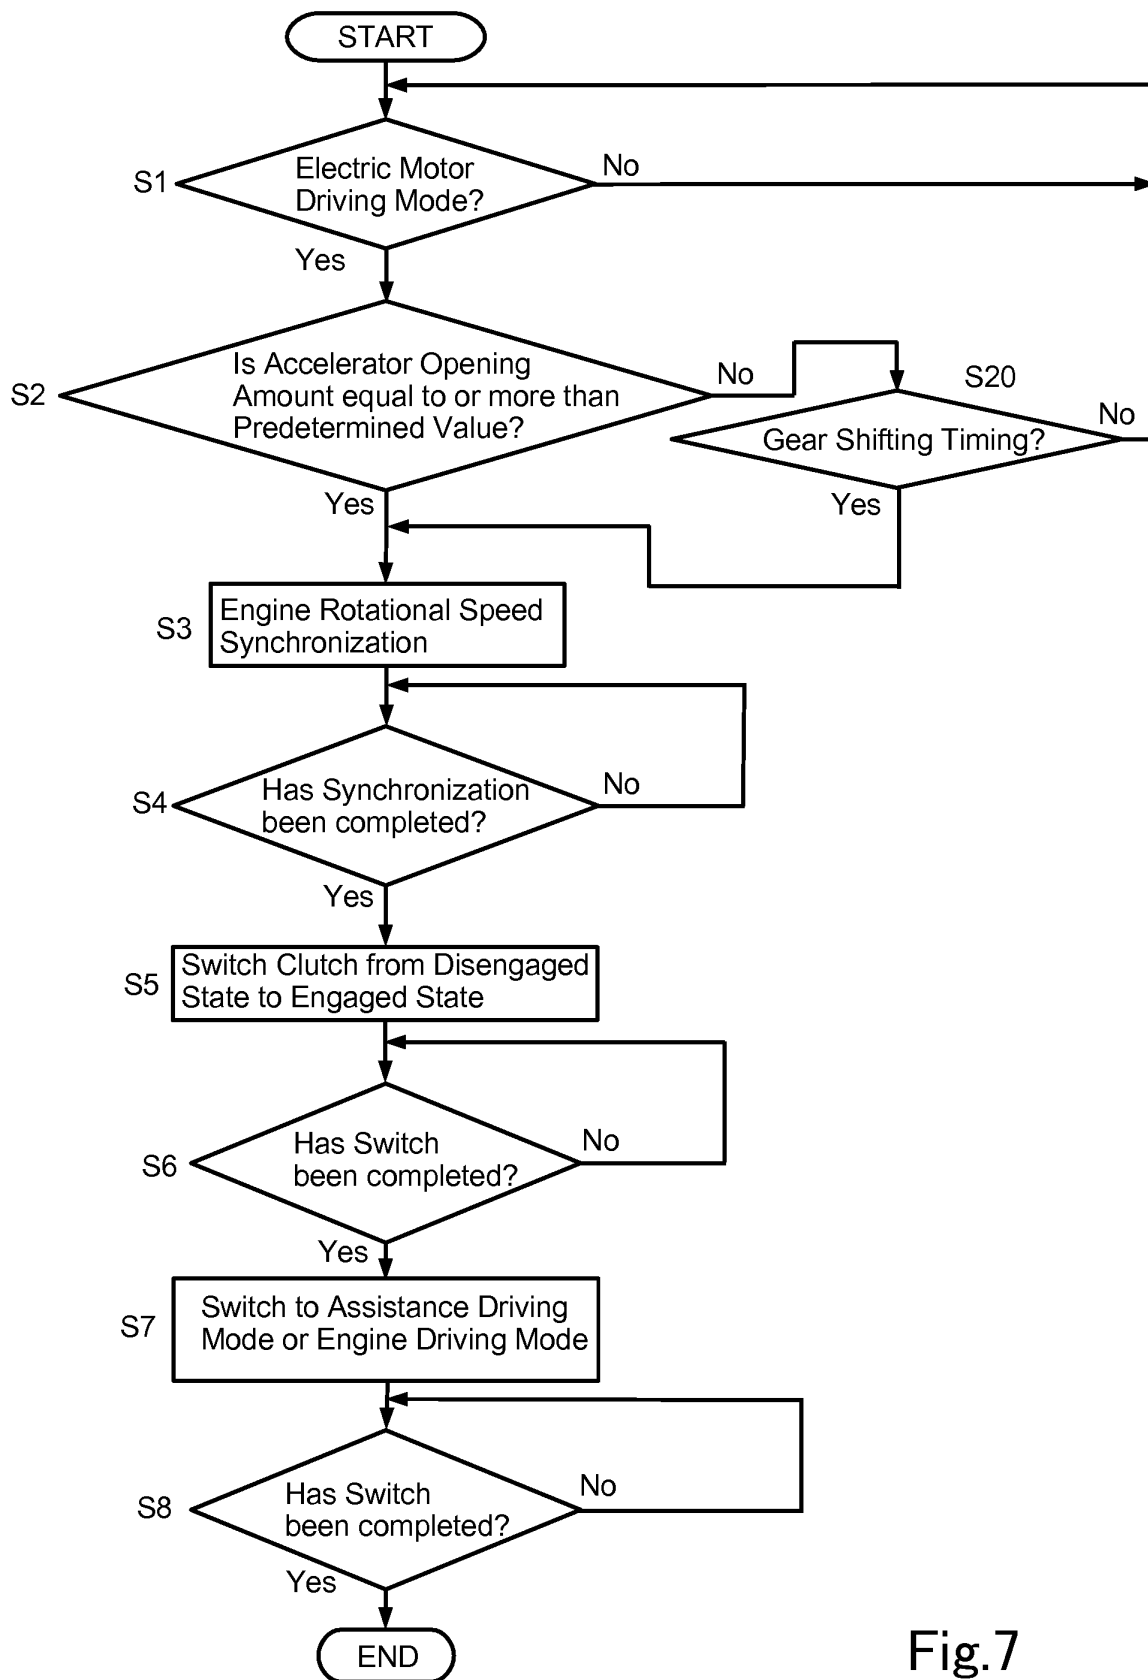 START
S1
Electric Motor
Driving Mode?
No
Yes
S2
Is Accelerator Opening
Amount equal to or more than
Predetermined Value?
No
S20
Gear Shifting Timing?
No
Yes
Yes
S3
Engine Rotational Speed
Synchronization
S4
Has Synchronization
been completed?
No
Yes
S5
Switch Clutch from Disengaged
State to Engaged State
S6
Has Switch
been completed?
No
Yes
S7
Switch to Assistance Driving
Mode or Engine Driving Mode
S8
Has Switch
been completed?
No
Yes
END
Fig.7